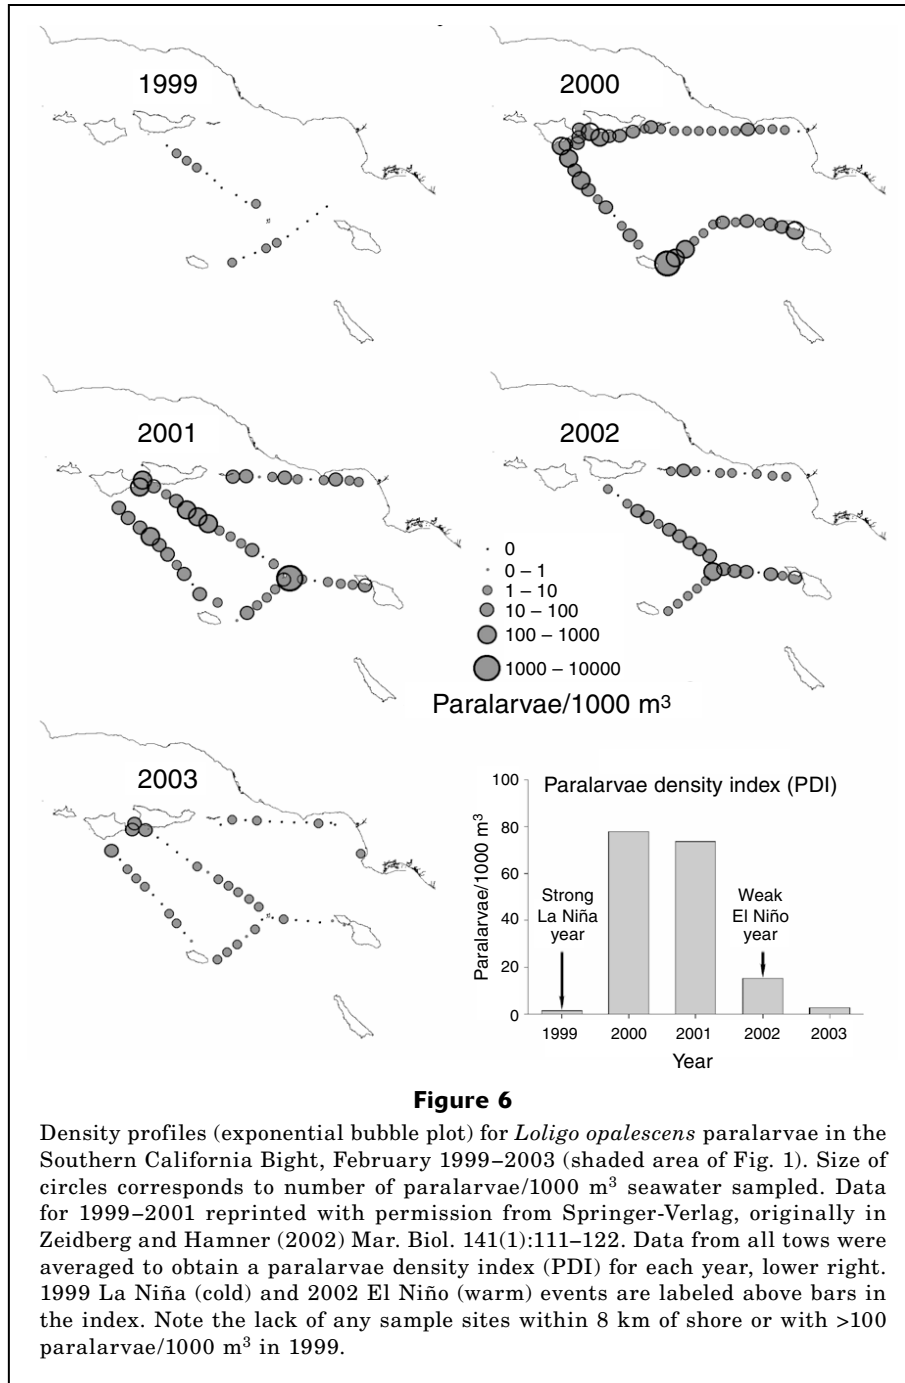 1999
2000
2001
2002
0
0 – 1
1 – 10
10 – 100
100 – 1000
1000 – 10000
Paralarvae/1000 m³
2003
Paralarvae density index (PDI)
Paralarvae/1000 m³
100
80
60
40
20
0
Strong
La Niña
year
Weak
El Niño
year
1999 2000 2001 2002 2003
Year
Figure 6
Density profiles (exponential bubble plot) for Loligo opalescens paralarvae in the
Southern California Bight, February 1999–2003 (shaded area of Fig. 1). Size of
circles corresponds to number of paralarvae/1000 m³ seawater sampled. Data
for 1999–2001 reprinted with permission from Springer-Verlag, originally in
Zeidberg and Hamner (2002) Mar. Biol. 141(1):111–122. Data from all tows were
averaged to obtain a paralarvae density index (PDI) for each year, lower right.
1999 La Niña (cold) and 2002 El Niño (warm) events are labeled above bars in
the index. Note the lack of any sample sites within 8 km of shore or with >100
paralarvae/1000 m³ in 1999.